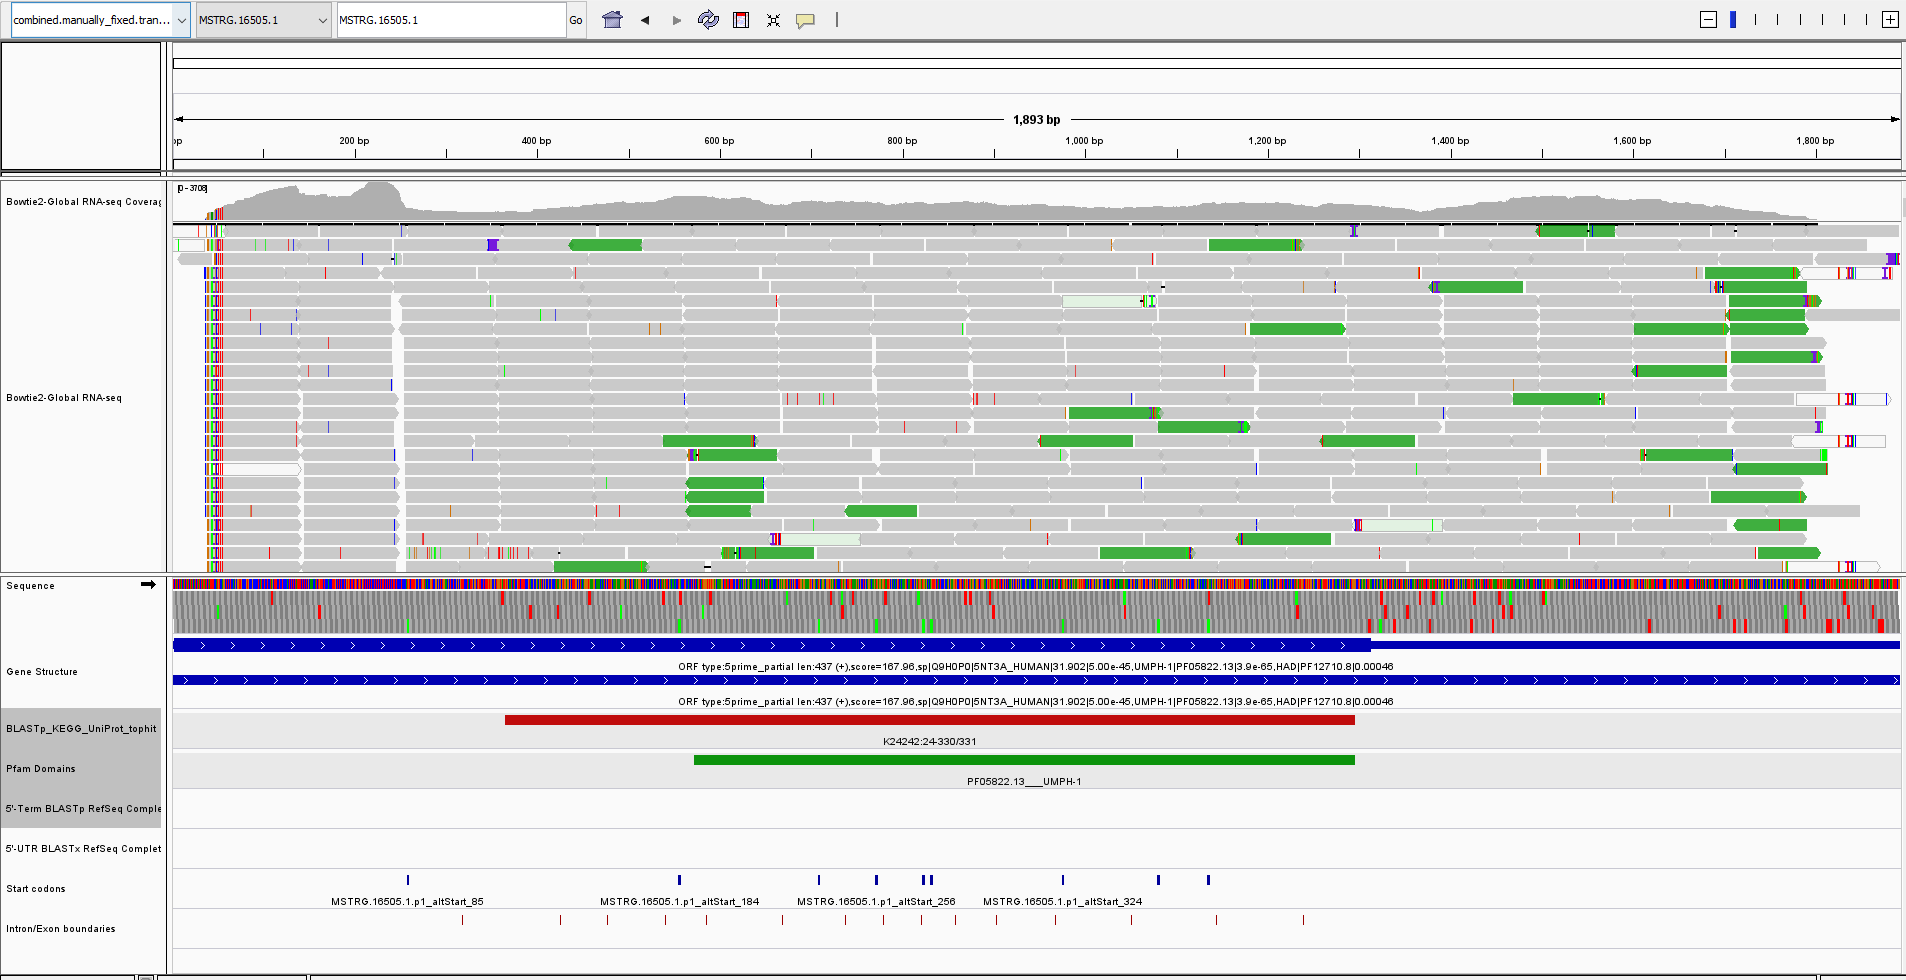 combined.manually_fixed.tran... MSTRG.16505.1 MSTRG.16505.1 Go
1,893 bp
bp 200 bp 400 bp 600 bp 800 bp 1,000 bp 1,200 bp 1,400 bp 1,600 bp 1,800 bp
[0 - 3708]
Bowtie2-Global RNA-seq Coverag
Bowtie2-Global RNA-seq
Sequence
ORF type:5prime_partial len:437 (+),score=167.96,sp|Q9H0P0|5NT3A_HUMAN|31.902|5.00e-45,UMPH-1|PF05822.13|3.9e-65,HAD|PF12710.8|0.00046
Gene Structure
ORF type:5prime_partial len:437 (+),score=167.96,sp|Q9H0P0|5NT3A_HUMAN|31.902|5.00e-45,UMPH-1|PF05822.13|3.9e-65,HAD|PF12710.8|0.00046
BLASTp_KEGG_UniProt_tophit
K24242:24-330/331
Pfam Domains
PF05822.13___UMPH-1
5'-Term BLASTp RefSeq Comple
5'-UTR BLASTx RefSeq Complet
Start codons
MSTRG.16505.1.p1_altStart_85 MSTRG.16505.1.p1_altStart_184 MSTRG.16505.1.p1_altStart_256 MSTRG.16505.1.p1_altStart_324
Intron/Exon boundaries